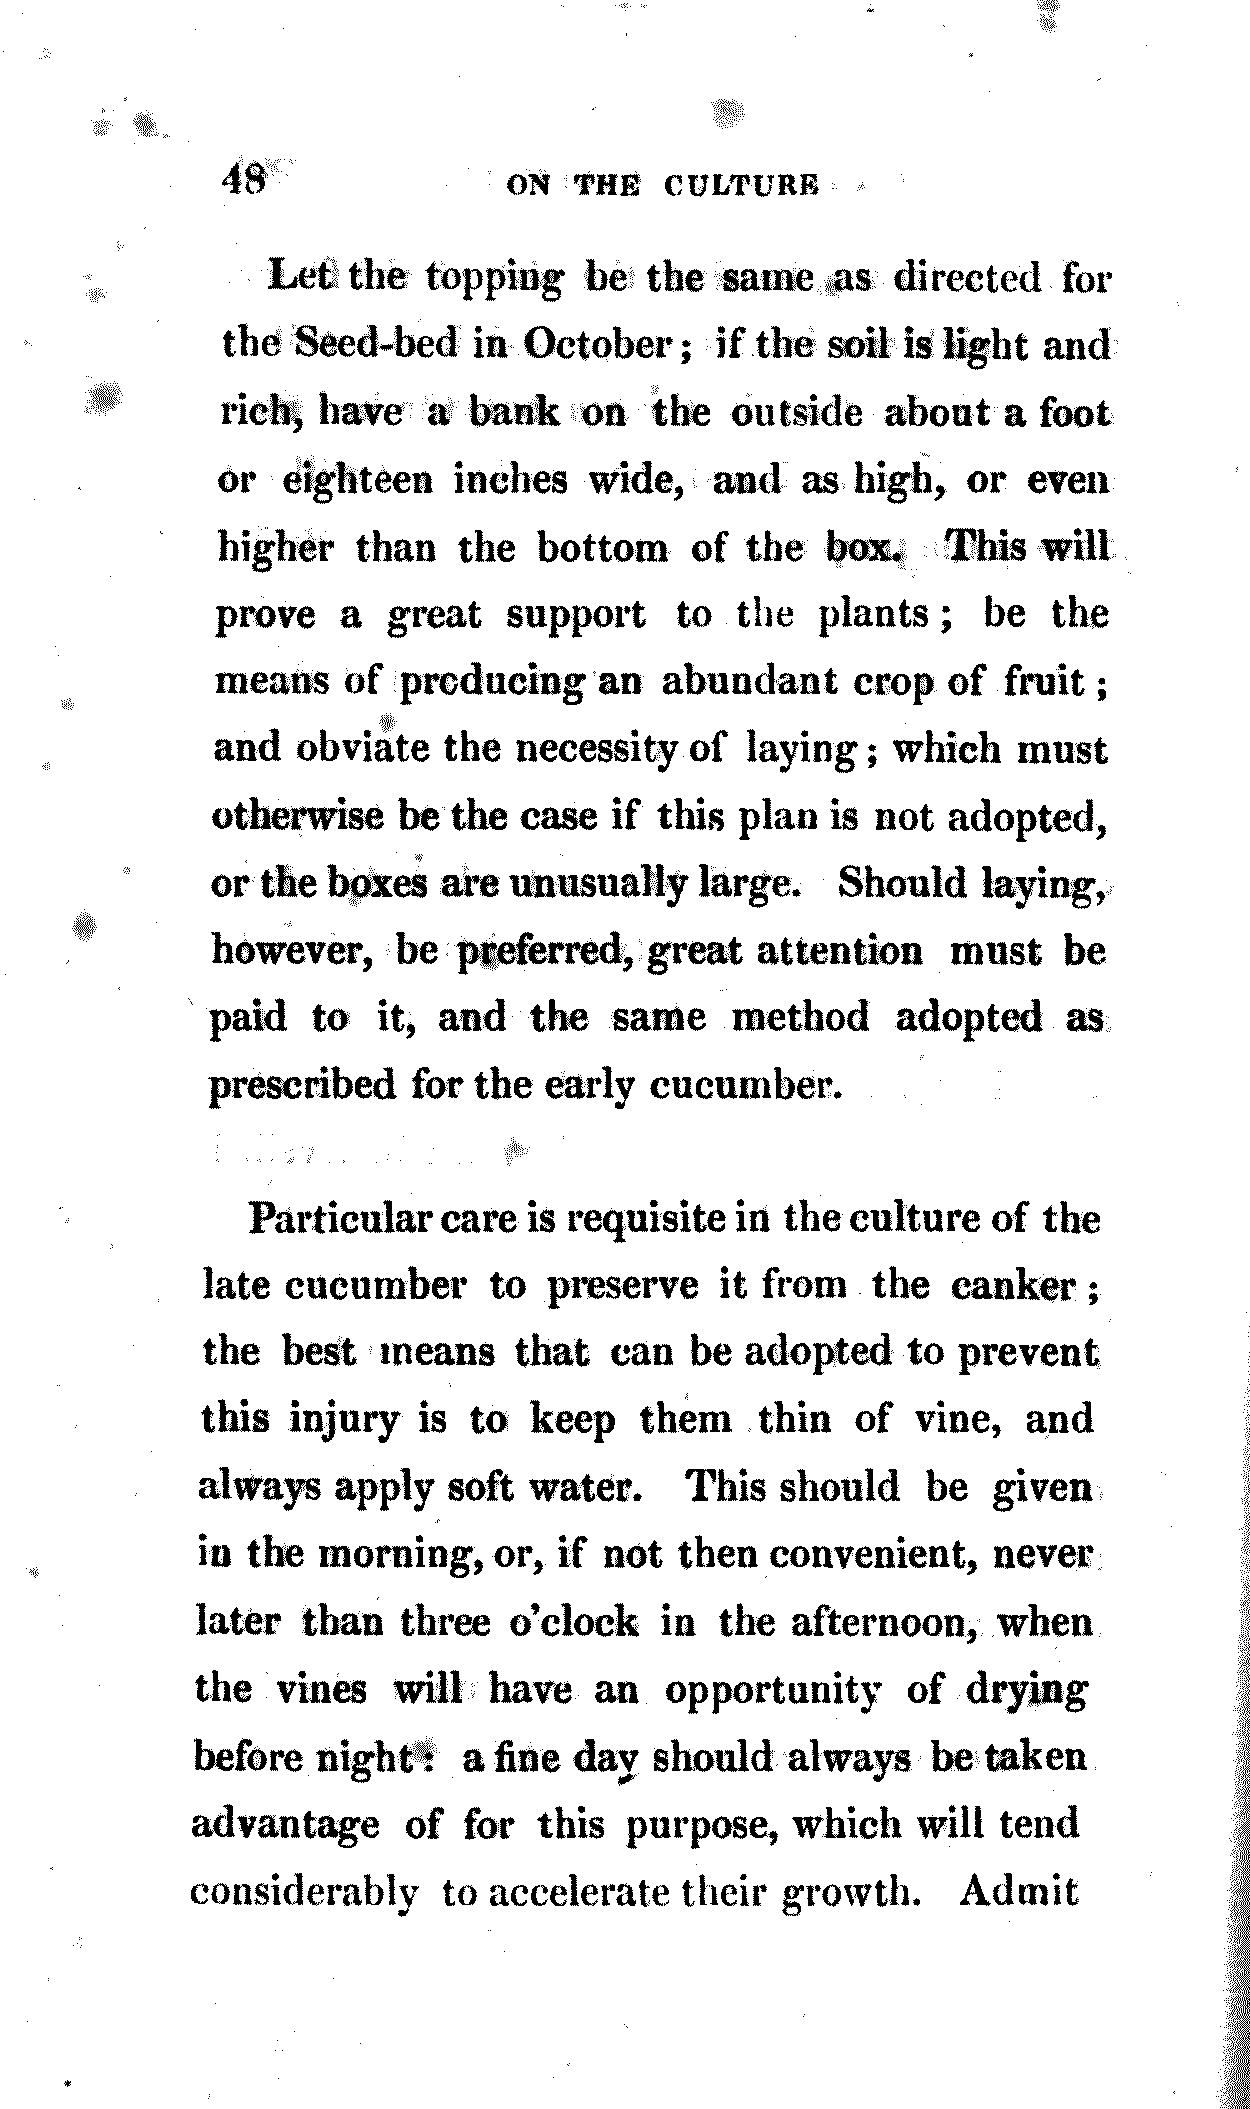 48 ON THE CULTURE
Let the topping be the same as directed for
the Seed-bed in October; if the soil is light and
rich, have a bank on the outside about a foot
or eighteen inches wide, and as high, or even
higher than the bottom of the box. This will
prove a great support to the plants; be the
means of producing an abundant crop of fruit;
and obviate the necessity of laying; which must
otherwise be the case if this plan is not adopted,
or the boxes are unusually large. Should laying,
however, be preferred, great attention must be
paid to it, and the same method adopted as
prescribed for the early cucumber.
Particular care is requisite in the culture of the
late cucumber to preserve it from the canker;
the best means that can be adopted to prevent
this injury is to keep them thin of vine, and
always apply soft water. This should be given
in the morning, or, if not then convenient, never
later than three o'clock in the afternoon, when
the vines will have an opportunity of drying
before night: a fine day should always be taken
advantage of for this purpose, which will tend
considerably to accelerate their growth. Admit